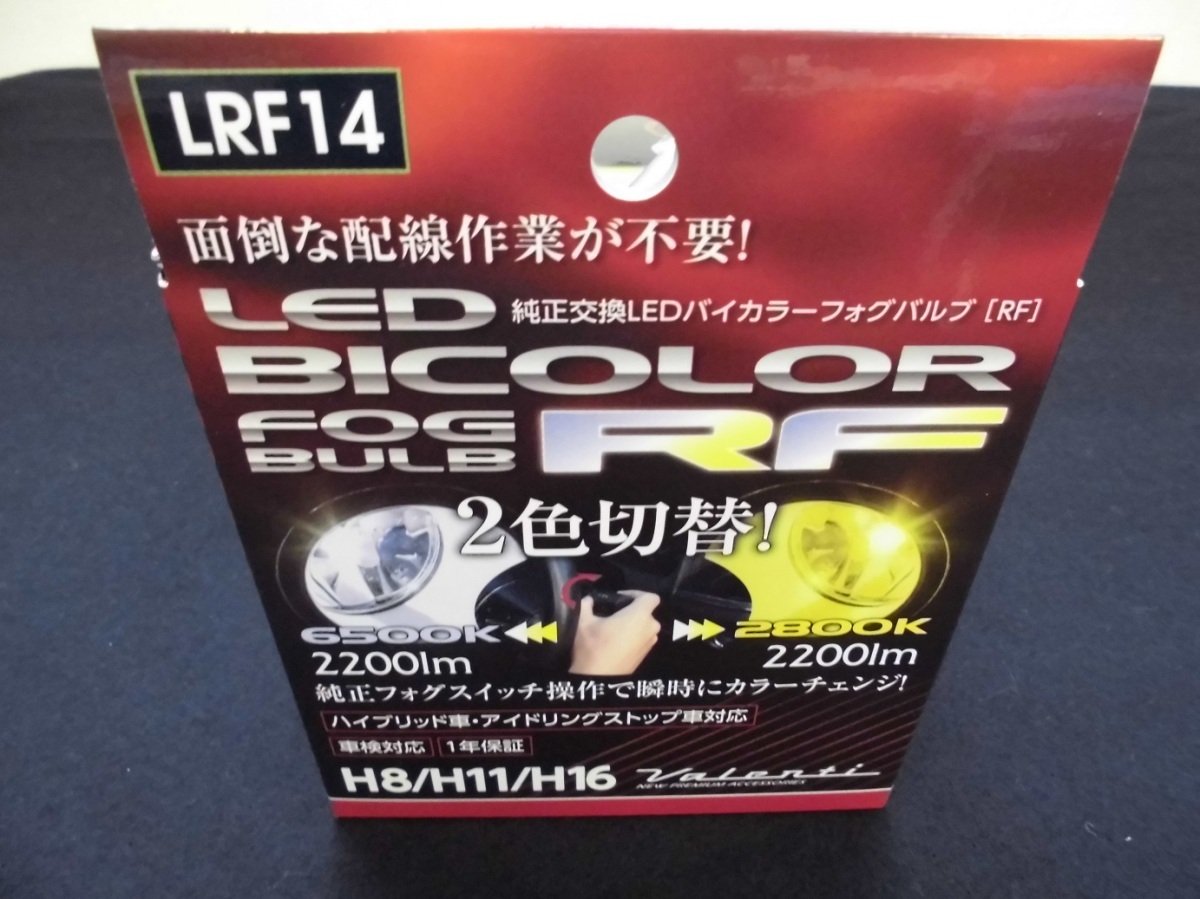 LRF14
面倒な配線作業が不要!
LED 純正交換LEDバイカラーフォグバルブ [RF]
BICOLOR
FOG
BULB RF
2色切替!
6500K 2800K
2200lm 2200lm
純正フォグスイッチ操作で瞬時にカラーチェンジ!
ハイブリッド車・アイドリングストップ車対応
車検対応 1年保証
H8/H11/H16 Valenti
NEW PREMIUM ACCESSORIES